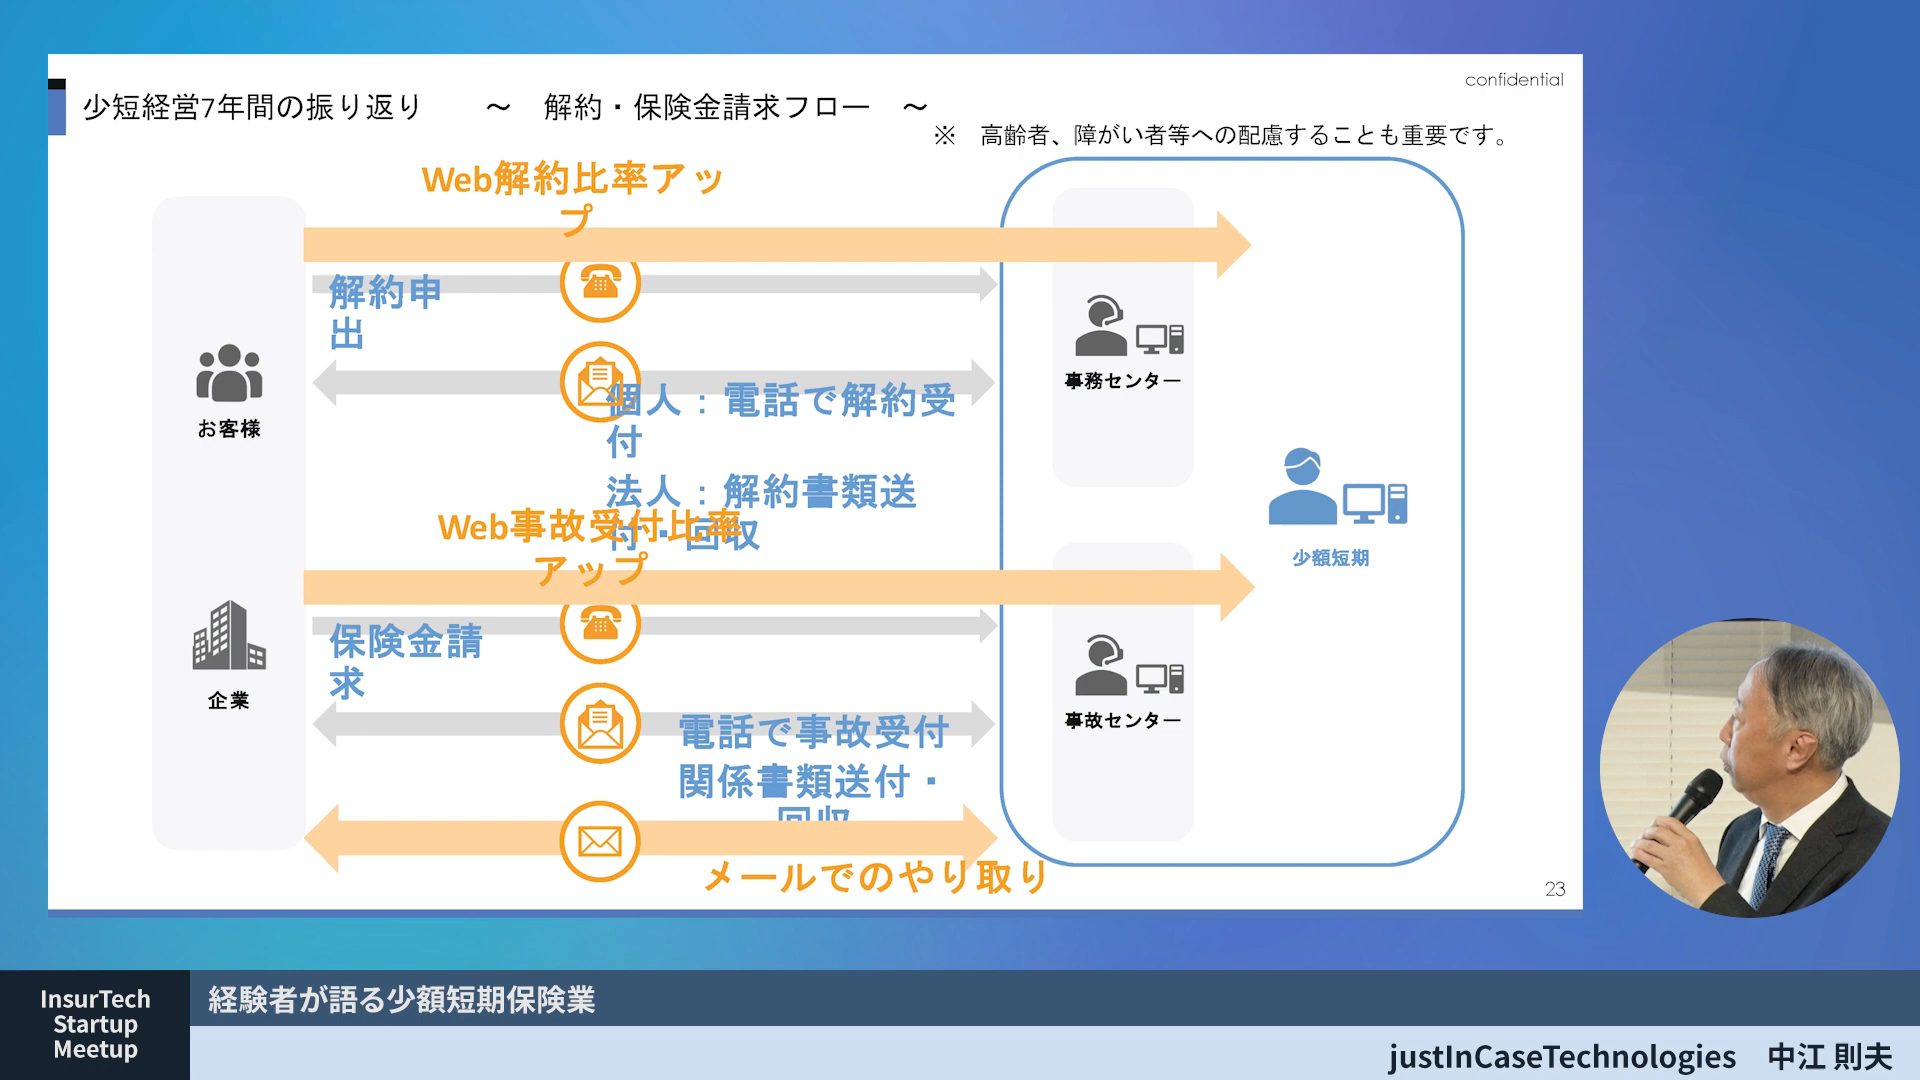 confidential
少短経営7年間の振り返り　～　解約・保険金請求フロー　～
※　高齢者、障がい者等への配慮することも重要です。
Web解約比率アッ
プ
解約申
出
個人：電話で解約受
付
法人：解約書類送
付・回収
お客様
事務センター
少額短期
Web事故受付比率
アップ
保険金請
求
電話で事故受付
関係書類送付・
回収
企業
事故センター
メールでのやり取り
23
InsurTech
Startup
Meetup
経験者が語る少額短期保険業
justInCaseTechnologies　中江 則夫